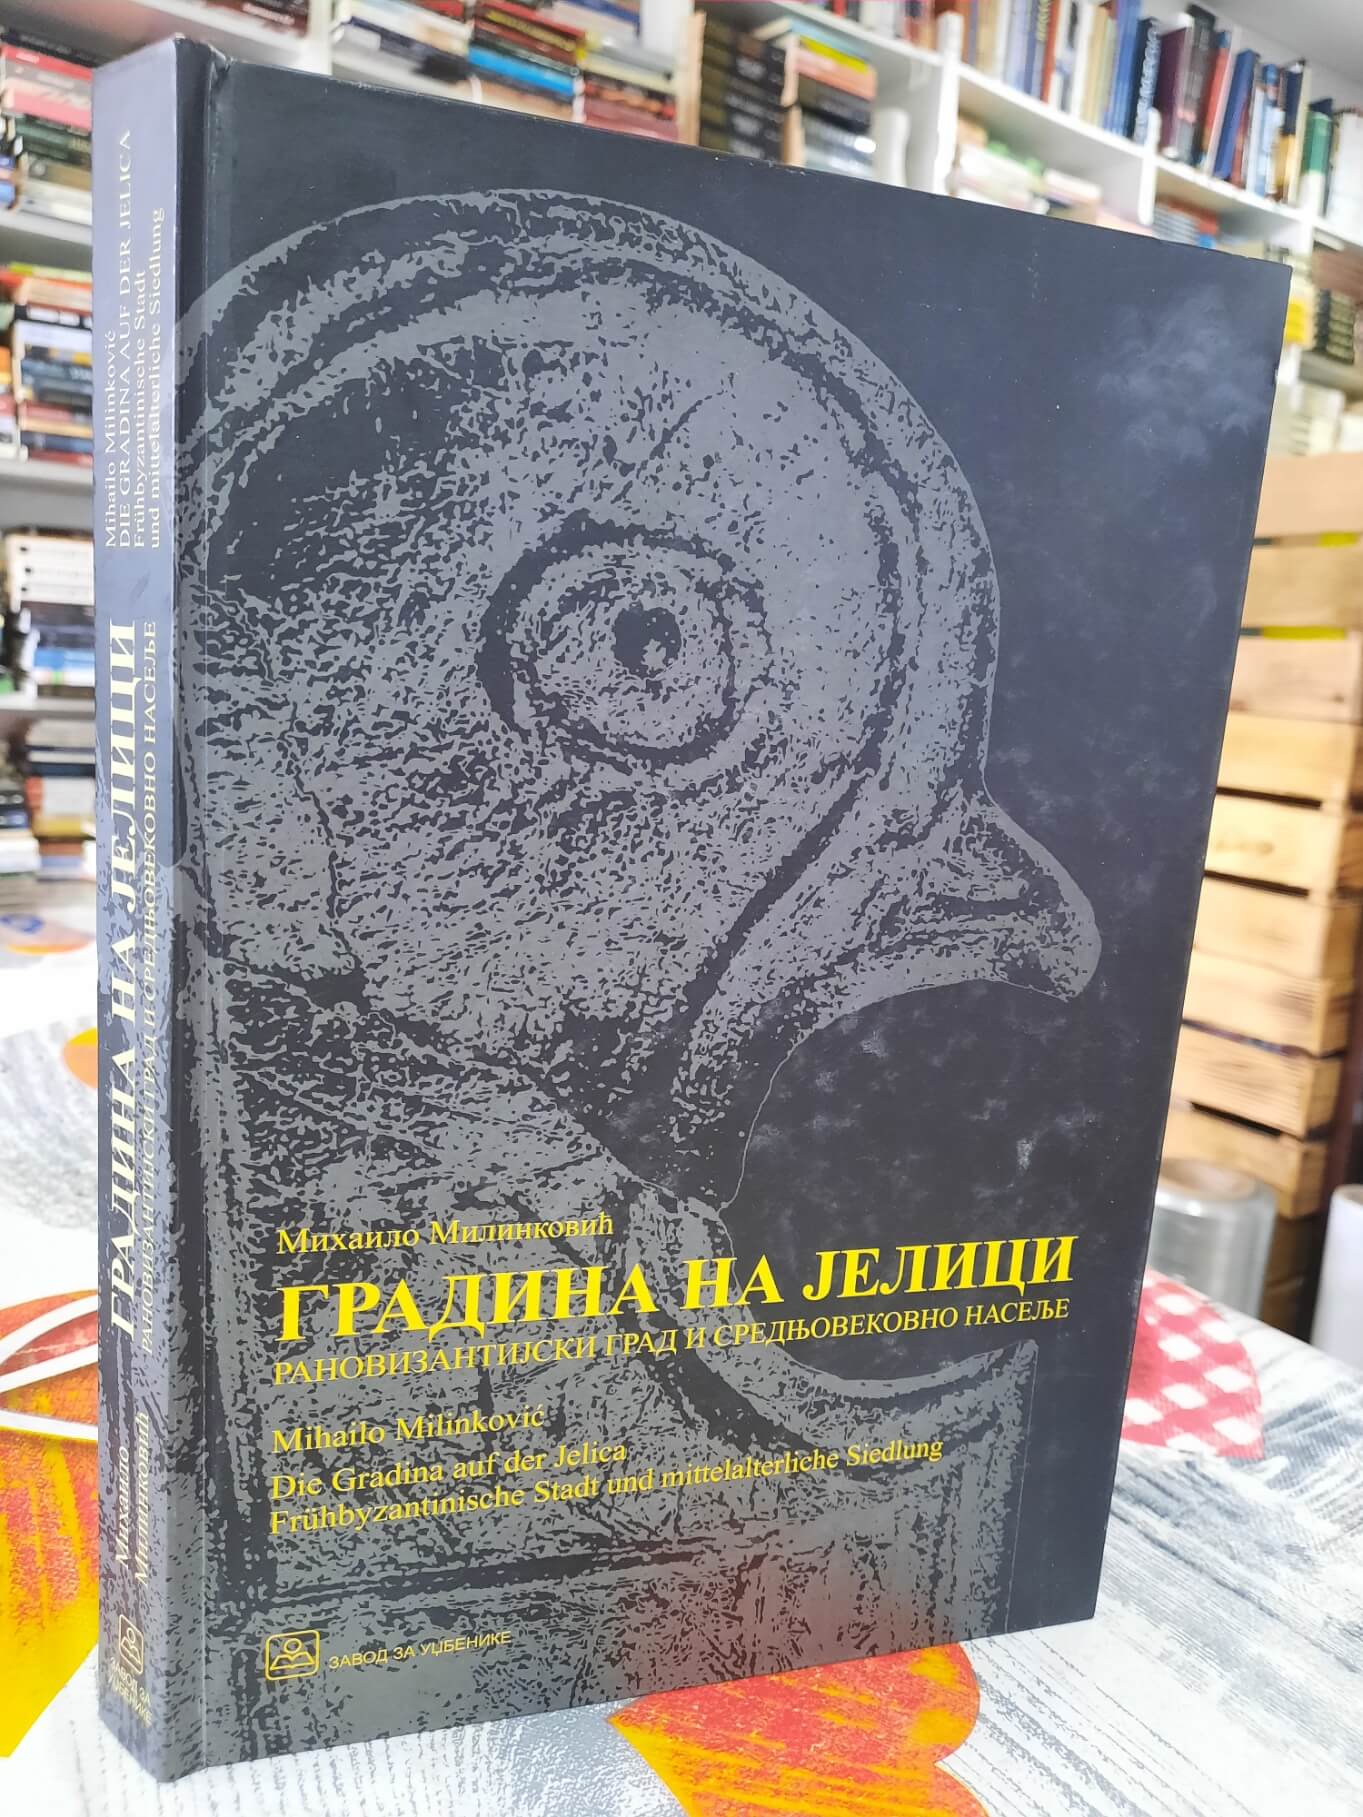 Михаило Милинковић
ГРАДИНА НА ЈЕЛИЦИ
РАНОВИЗАНТИЈСКИ ГРАД И СРЕДЊОВЕКОВНО НАСЕЉЕ
Mihailo Milinković
Die Gradina auf der Jelica
Frühbyzantinische Stadt und mittelalterliche Siedlung
ЗАВОД ЗА УЏБЕНИКЕ
Mihailo Milinković
DIE GRADINA AUF DER JELICA
Frühbyzantinische Stadt
und mittelalterliche Siedlung
ГРАДИНА НА ЈЕЛИЦИ
РАНОВИЗАНТИЈСКИ ГРАД И СРЕДЊОВЕКОВНО НАСЕЉЕ
Михаило
Милинковић
ЗАВОД ЗА
УЏБЕНИКЕ